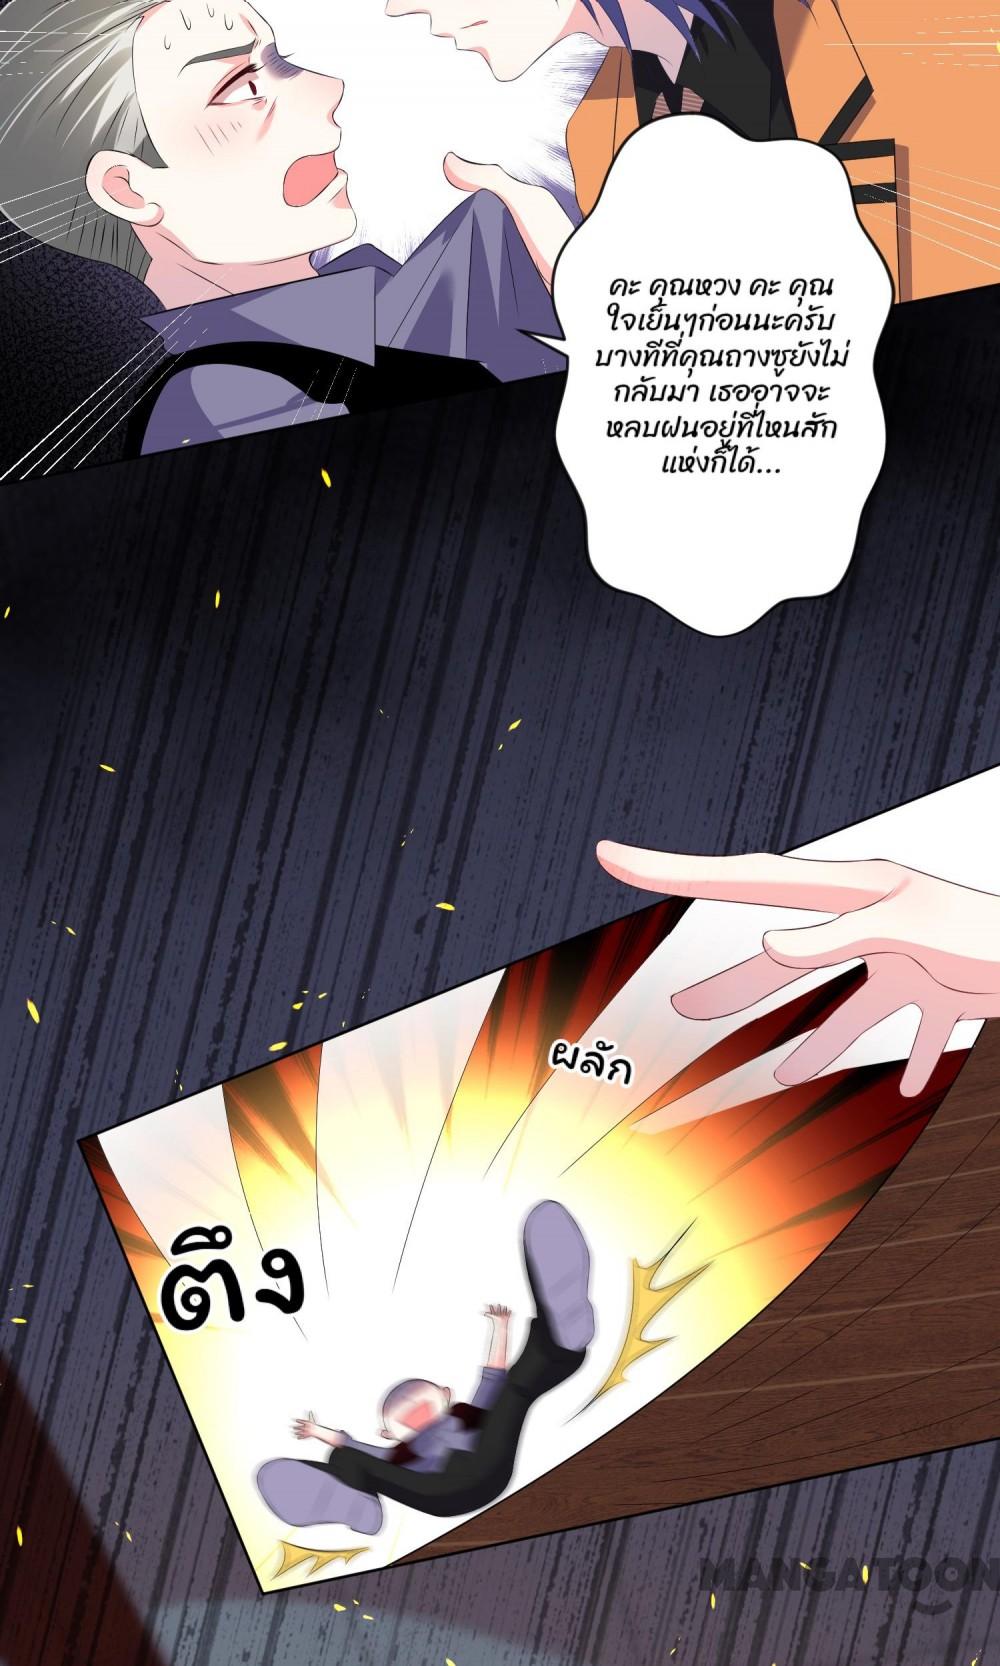 คะ คุณหวง คะ คุณ
ใจเย็นๆก่อนนะครับ
บางทีที่คุณถางซูยังไม่
กลับมา เธออาจจะ
หลบฝนอยู่ที่ไหนสัก
แห่งก็ได้...
ผลัก
ตึง
MANGATOON